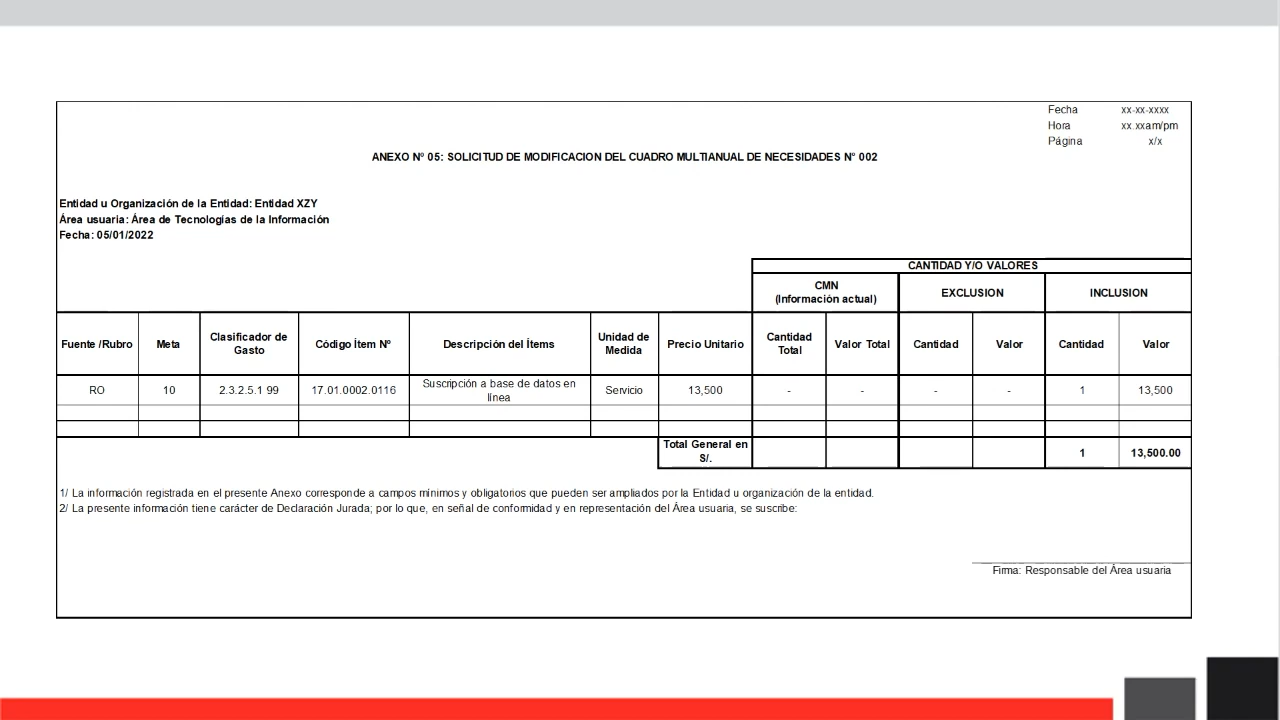 Fecha xx-xx-xxxx
Hora xx.xxam/pm
Página x/x
ANEXO Nº 05: SOLICITUD DE MODIFICACION DEL CUADRO MULTIANUAL DE NECESIDADES N° 002
Entidad u Organización de la Entidad: Entidad XZY
Área usuaria: Área de Tecnologías de la Información
Fecha: 05/01/2022
CANTIDAD Y/O VALORES
CMN
(Información actual)
EXCLUSION
INCLUSION
Fuente /Rubro
Meta
Clasificador de
Gasto
Código Ítem Nº
Descripción del Ítems
Unidad de
Medida
Precio Unitario
Cantidad
Total
Valor Total
Cantidad
Valor
Cantidad
Valor
RO
10
2.3.2.5.1 99
17.01.0002.0116
Suscripción a base de datos en
línea
Servicio
13,500
-
-
-
-
1
13,500
Total General en
S/.
1
13,500.00
1/ La información registrada en el presente Anexo corresponde a campos mínimos y obligatorios que pueden ser ampliados por la Entidad u organización de la entidad.
2/ La presente información tiene carácter de Declaración Jurada; por lo que, en señal de conformidad y en representación del Área usuaria, se suscribe:
Firma: Responsable del Área usuaria